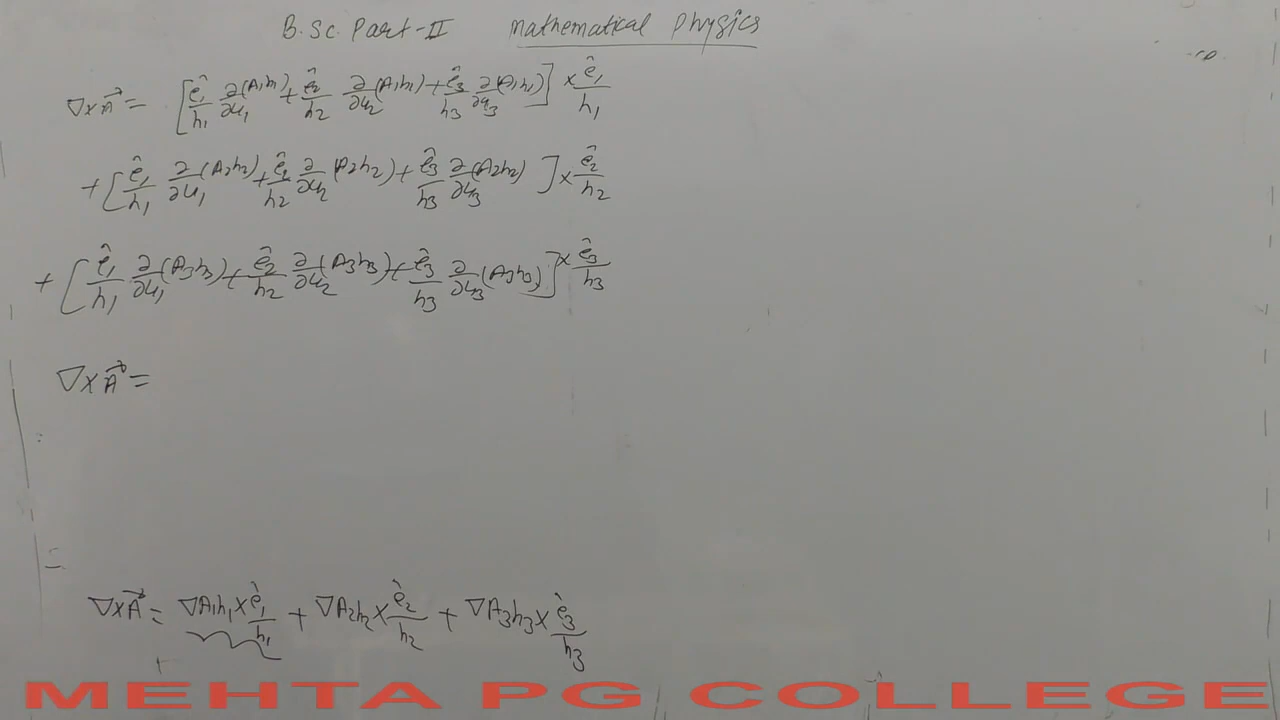 B.Sc. Part-II Mathematical Physics
∇×A⃗ = [ê₁/h₁ ∂/∂u₁ (A₁h₁) + ê₂/h₂ ∂/∂u₂ (A₁h₁) + ê₃/h₃ ∂/∂u₃ (A₁h₁)] × ê₁/h₁
+ [ê₁/h₁ ∂/∂u₁ (A₂h₂) + ê₂/h₂ ∂/∂u₂ (A₂h₂) + ê₃/h₃ ∂/∂u₃ (A₂h₂)] × ê₂/h₂
+ [ê₁/h₁ ∂/∂u₁ (A₃h₃) + ê₂/h₂ ∂/∂u₂ (A₃h₃) + ê₃/h₃ ∂/∂u₃ (A₃h₃)] × ê₃/h₃
∇×A⃗ =
∇×A⃗ = ∇A₁h₁ × ê₁/h₁ + ∇A₂h₂ × ê₂/h₂ + ∇A₃h₃ × ê₃/h₃
MEHTA PG COLLEGE